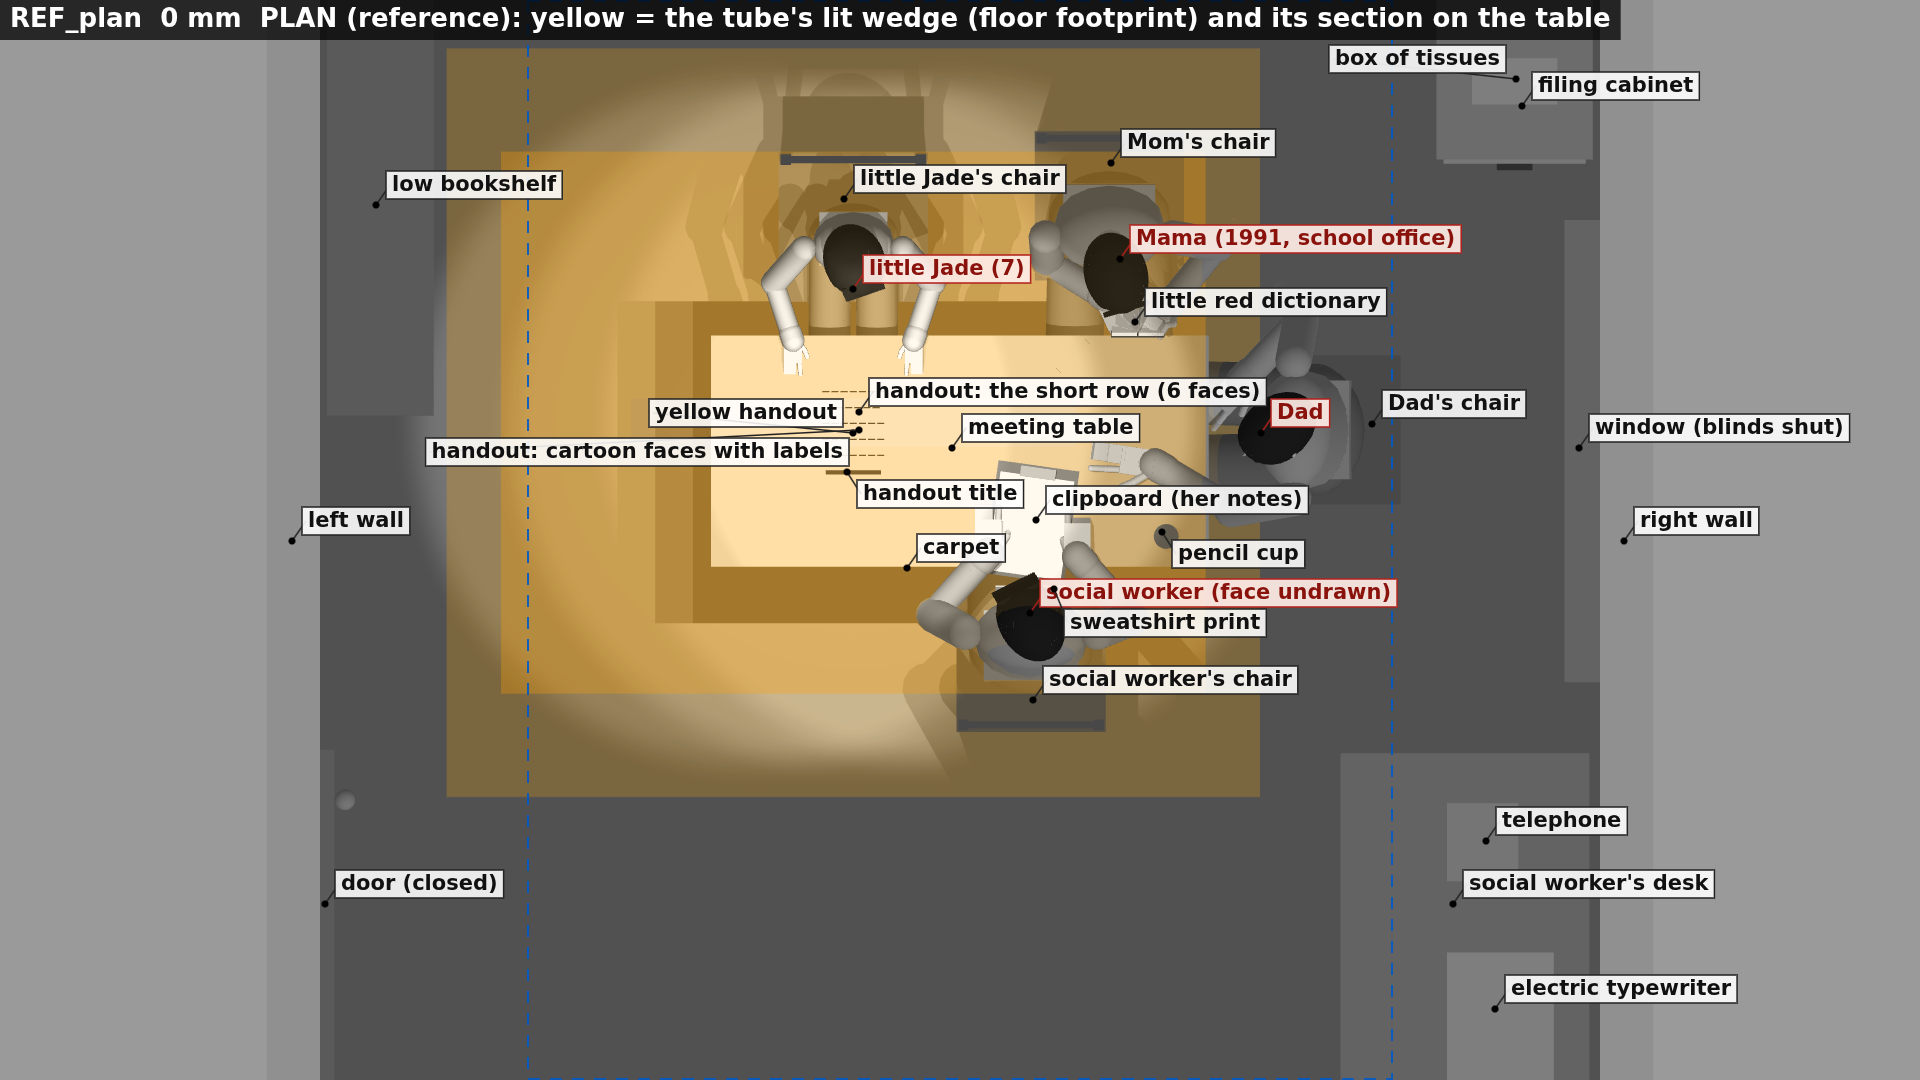 REF_plan  0 mm  PLAN (reference): yellow = the tube's lit wedge (floor footprint) and its section on the table
box of tissues
filing cabinet
Mom's chair
low bookshelf
little Jade's chair
Mama (1991, school office)
little Jade (7)
little red dictionary
handout: the short row (6 faces)
Dad's chair
yellow handout
Dad
meeting table
window (blinds shut)
handout: cartoon faces with labels
handout title
clipboard (her notes)
left wall
right wall
carpet
pencil cup
social worker (face undrawn)
sweatshirt print
social worker's chair
telephone
door (closed)
social worker's desk
electric typewriter